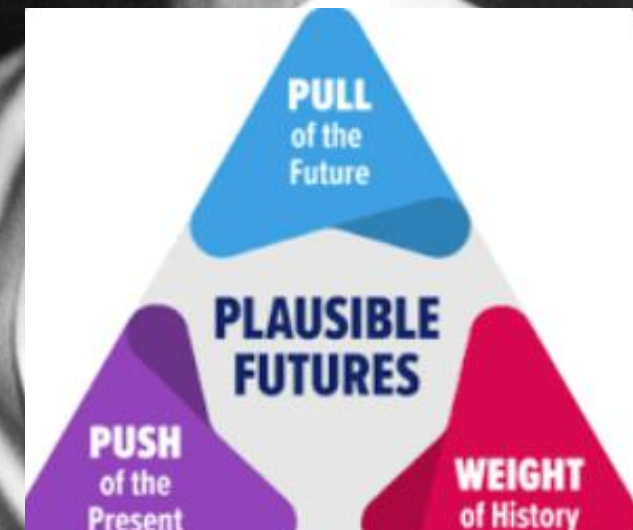 PULL
of the
Future
PLAUSIBLE
FUTURES
PUSH
of the
Present
WEIGHT
of History